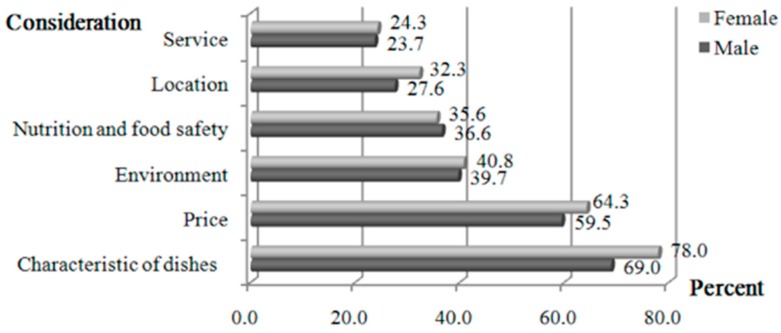 Consideration
Female
Male
Service
24.3
23.7
Location
32.3
27.6
Nutrition and food safety
35.6
36.6
Environment
40.8
39.7
Price
64.3
59.5
Characteristic of dishes
78.0
69.0
Percent
0.0 20.0 40.0 60.0 80.0